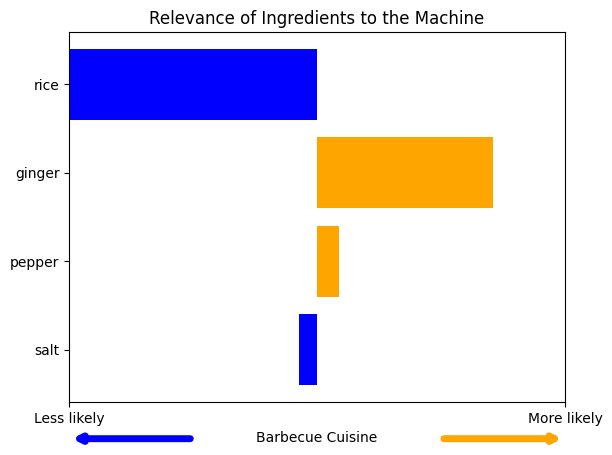 Relevance of Ingredients to the Machine
rice
ginger
pepper
salt
Less likely
More likely
Barbecue Cuisine